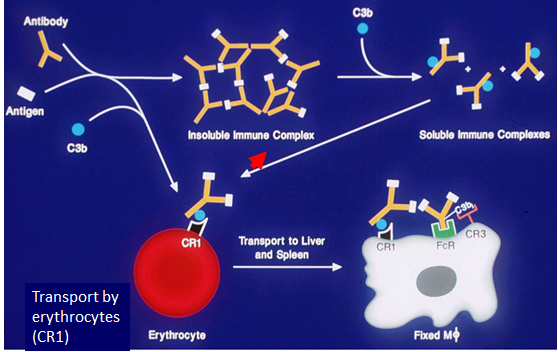 Antibody
Antigen
C3b
Insoluble Immune Complex
C3b
+
+
Soluble Immune Complexes
CR1
Erythrocyte
Transport to Liver
and Spleen
CR1
FcR
C3bi
CR3
Fixed MΦ
Transport by
erythrocytes
(CR1)